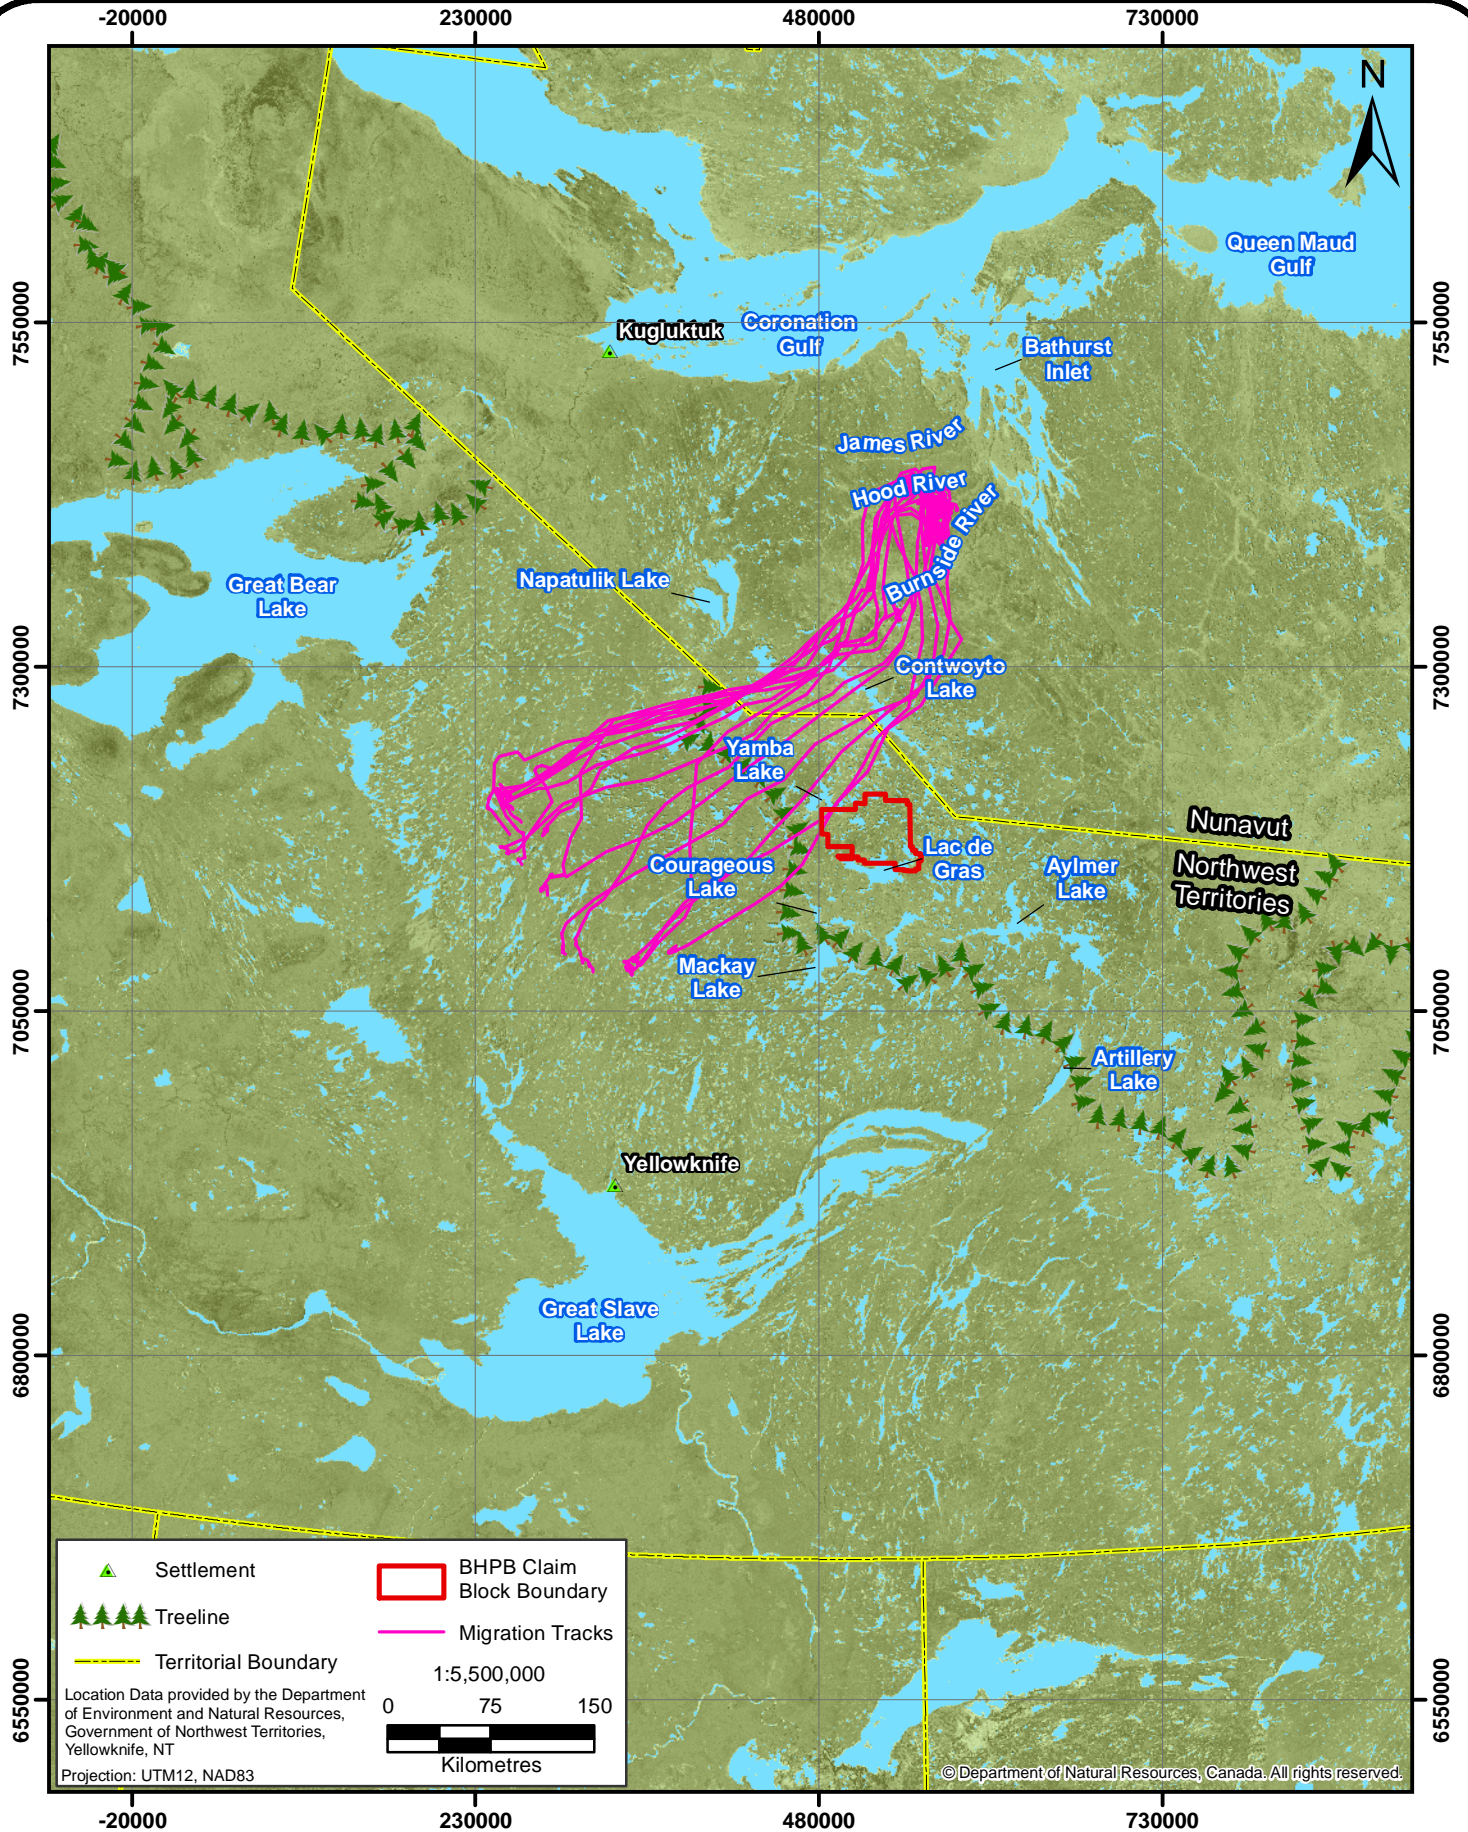 -20000
230000
480000
730000
N
Queen Maud
Gulf
7550000
7550000
Kugluktuk
Coronation
Gulf
Bathurst
Inlet
James River
Hood River
Burnside River
Napatulik Lake
Great Bear
Lake
7300000
7300000
Contwoyto
Lake
Yamba
Lake
Nunavut
Northwest
Territories
Lac de
Gras
Courageous
Lake
Aylmer
Lake
Mackay
Lake
7050000
7050000
Artillery
Lake
Yellowknife
Great Slave
Lake
6800000
6800000
Settlement
Treeline
Territorial Boundary
BHPB Claim
Block Boundary
Migration Tracks
1:5,500,000
0 75 150
Kilometres
Location Data provided by the Department
of Environment and Natural Resources,
Government of Northwest Territories,
Yellowknife, NT
Projection: UTM12, NAD83
6550000
6550000
© Department of Natural Resources, Canada. All rights reserved.
-20000
230000
480000
730000